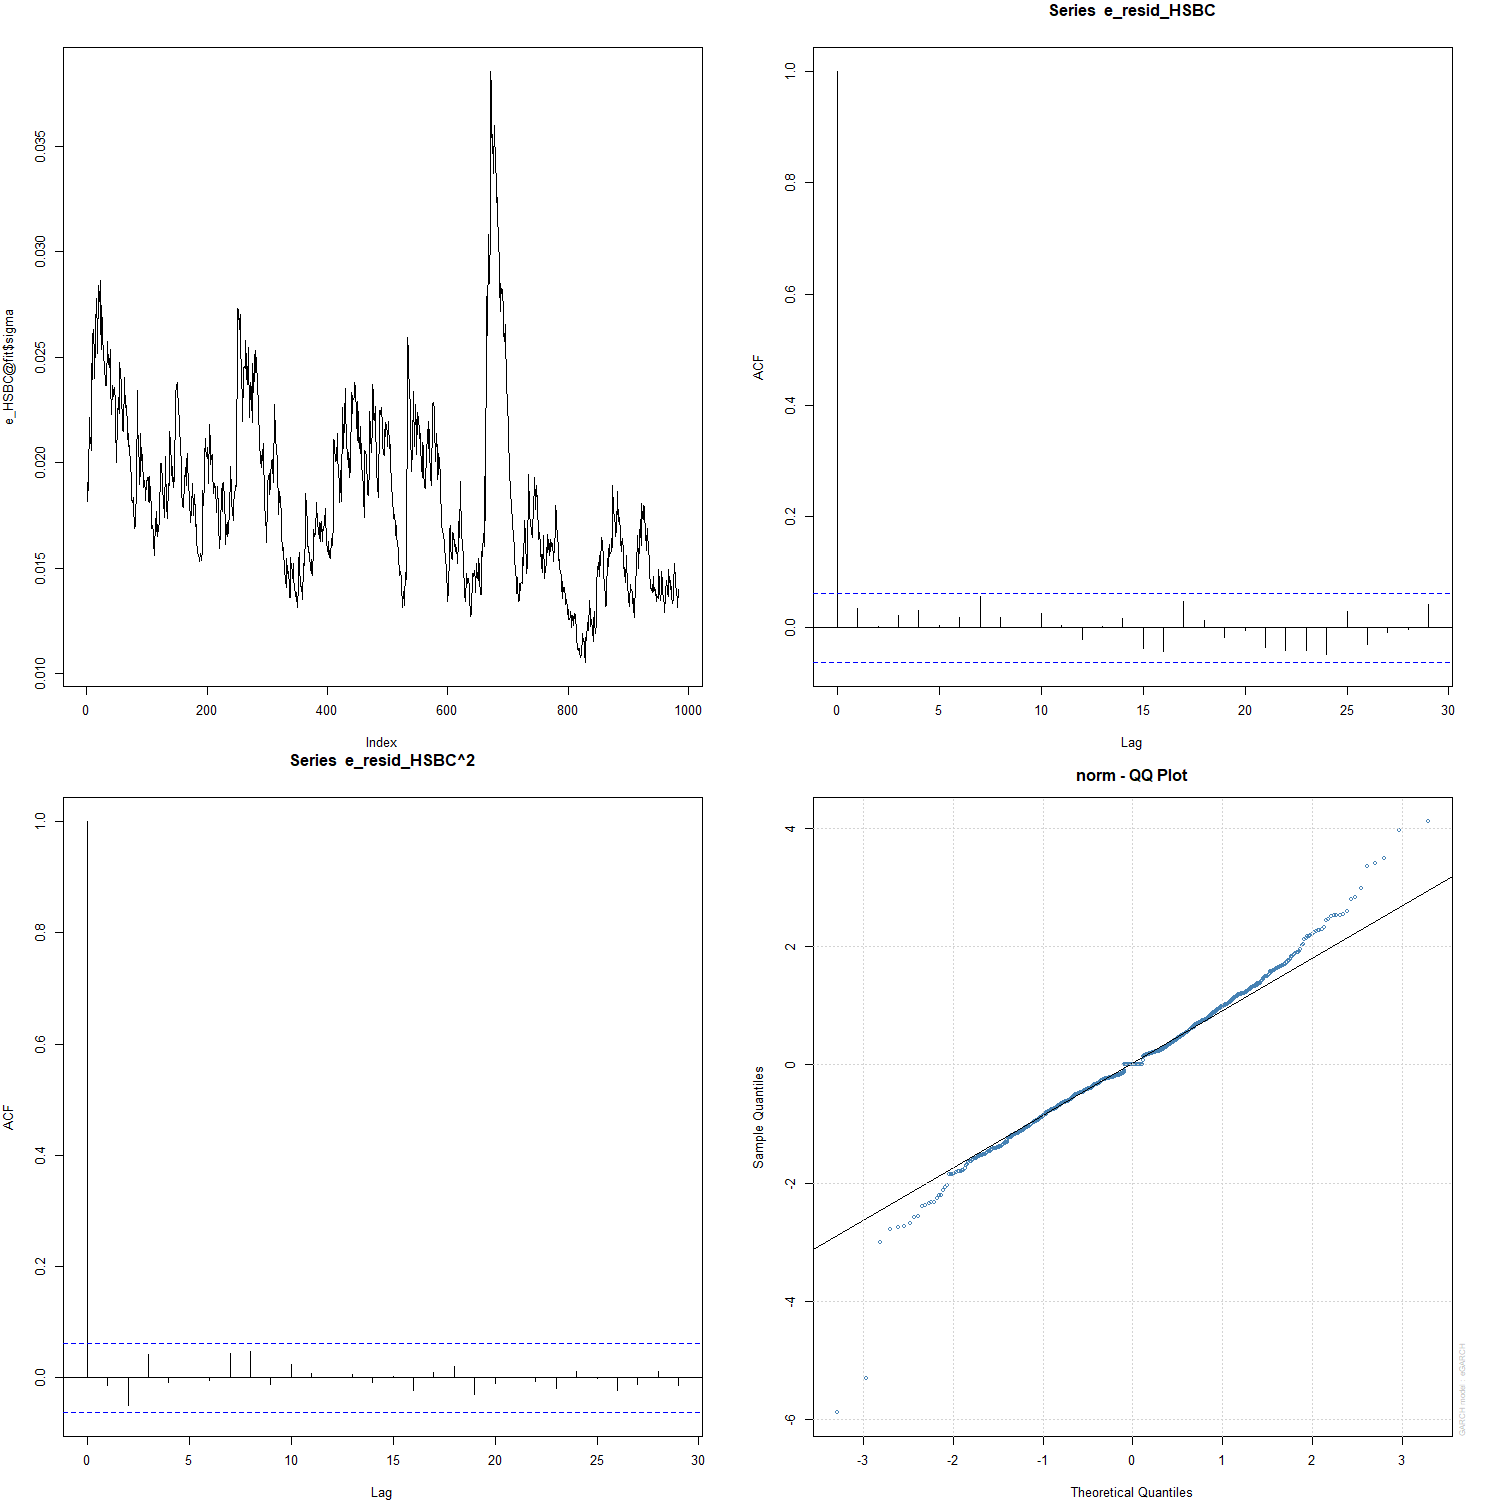 e_HSBC@fit$sigma
0.010 0.015 0.020 0.025 0.030 0.035
0 200 400 600 800 1000
Index
Series e_resid_HSBC
ACF
0.0 0.2 0.4 0.6 0.8 1.0
0 5 10 15 20 25 30
Lag
Series e_resid_HSBC^2
ACF
0.0 0.2 0.4 0.6 0.8 1.0
0 5 10 15 20 25 30
Lag
norm - QQ Plot
Sample Quantiles
-6 -4 -2 0 2 4
-3 -2 -1 0 1 2 3
Theoretical Quantiles
GARCH model : eGARCH